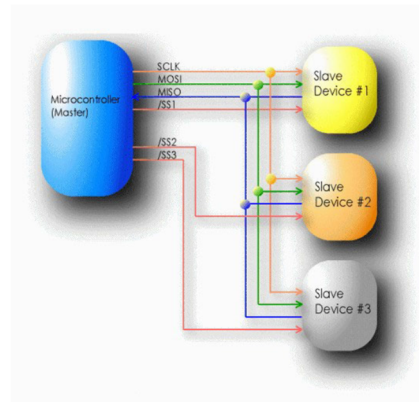 SCLK
MOSI
MISO
/SS1
Microcontroller
(Master)
/SS2
/SS3
Slave
Device #1
Slave
Device #2
Slave
Device #3